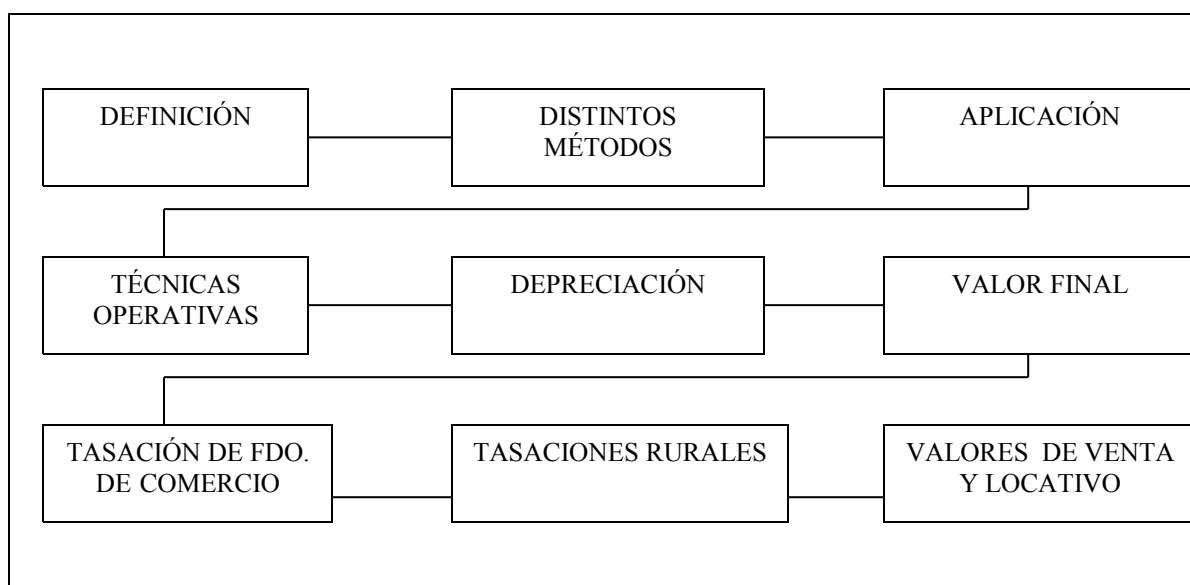 DEFINICIÓN
DISTINTOS
MÉTODOS
APLICACIÓN
TÉCNICAS
OPERATIVAS
DEPRECIACIÓN
VALOR FINAL
TASACIÓN DE FDO.
DE COMERCIO
TASACIONES RURALES
VALORES DE VENTA
Y LOCATIVO